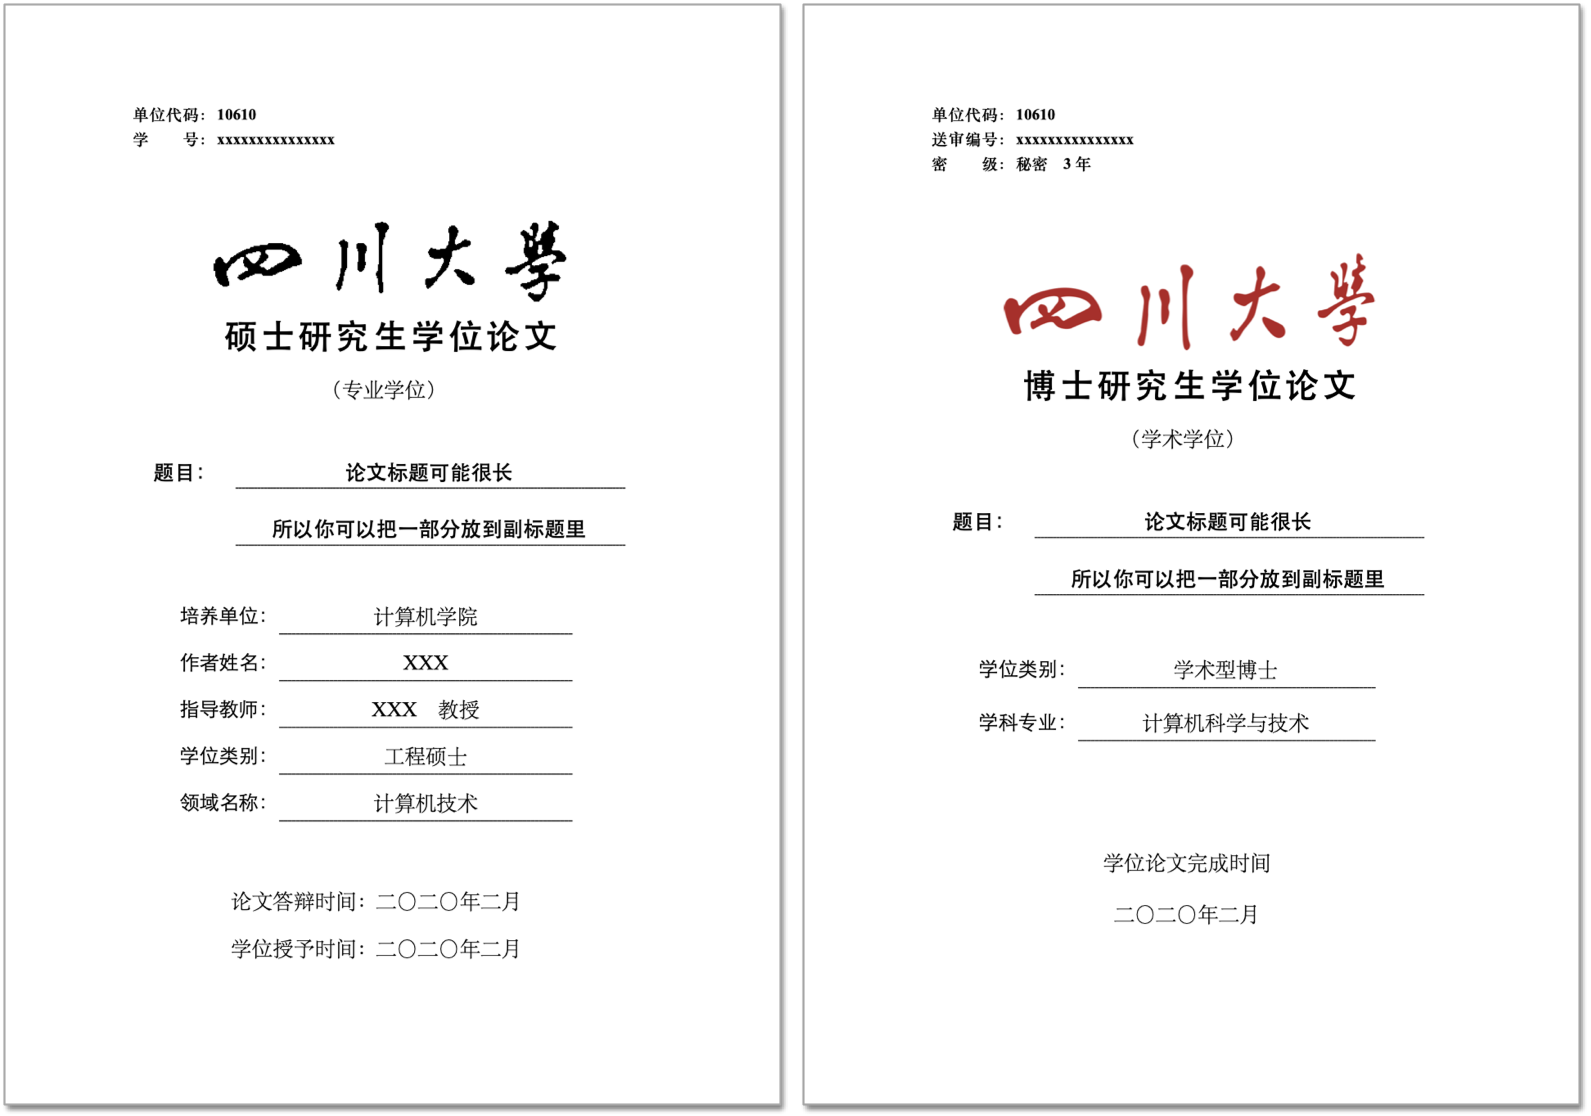 单位代码：10610
学　　号：xxxxxxxxxxxxxxx
四川大學
硕士研究生学位论文
（专业学位）
题目： 论文标题可能很长
所以你可以把一部分放到副标题里
培养单位： 计算机学院
作者姓名： XXX
指导教师： XXX　教授
学位类别： 工程硕士
领域名称： 计算机技术
论文答辩时间：二〇二〇年二月
学位授予时间：二〇二〇年二月
单位代码：10610
送审编号：xxxxxxxxxxxxxxx
密　　级：秘密　3 年
四川大學
博士研究生学位论文
（学术学位）
题目： 论文标题可能很长
所以你可以把一部分放到副标题里
学位类别： 学术型博士
学科专业： 计算机科学与技术
学位论文完成时间
二〇二〇年二月